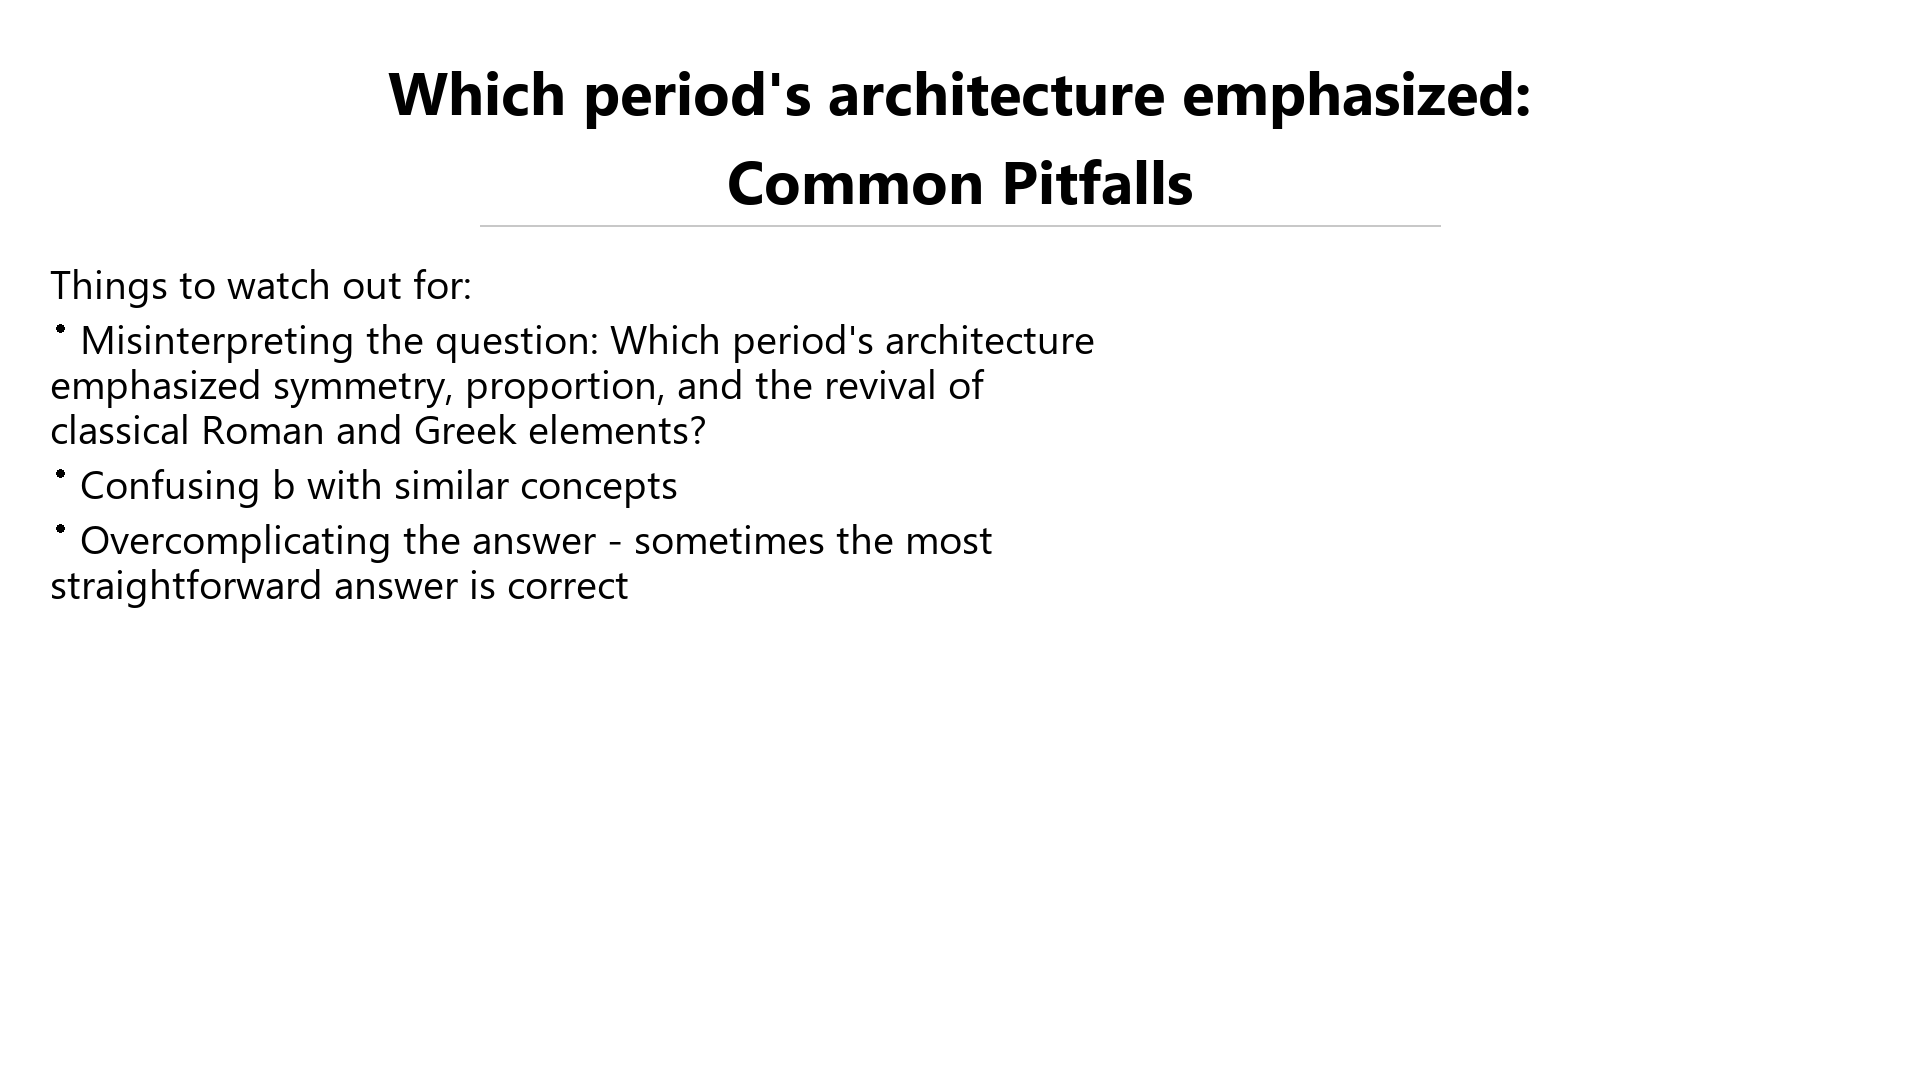 Which period's architecture emphasized:
Common Pitfalls
Things to watch out for:
• Misinterpreting the question: Which period's architecture
emphasized symmetry, proportion, and the revival of
classical Roman and Greek elements?
• Confusing b with similar concepts
• Overcomplicating the answer - sometimes the most
straightforward answer is correct